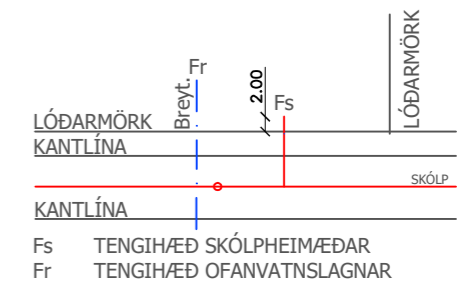 Fr
Breyt.
2.00
Fs
LÓÐARMÖRK
LÓÐARMÖRK
KANTLÍNA
SKÓLP
KANTLÍNA
Fs TENGIHÆÐ SKÓLPHEIMÆÐAR
Fr TENGIHÆÐ OFANVATNSLAGNAR